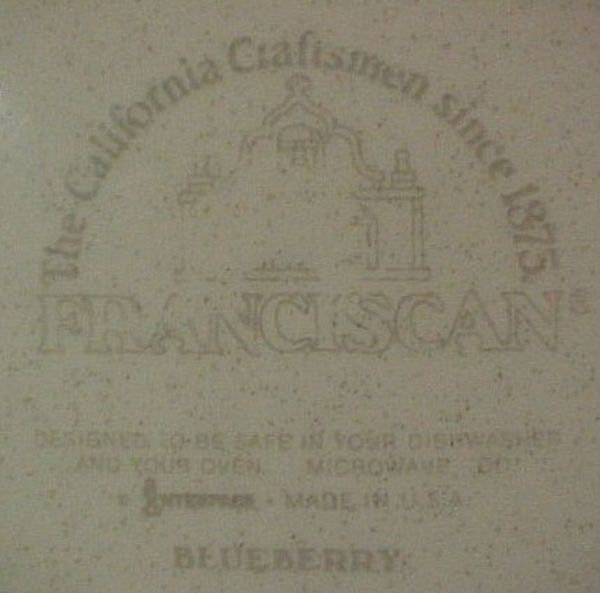 The California Craftsmen since 1875
FRANCISCAN®
DESIGNED TO BE SAFE IN YOUR DISHWASHER
AND YOUR OVEN. MICROWAVE
INTERPACE - MADE IN U.S.A.
BLUEBERRY